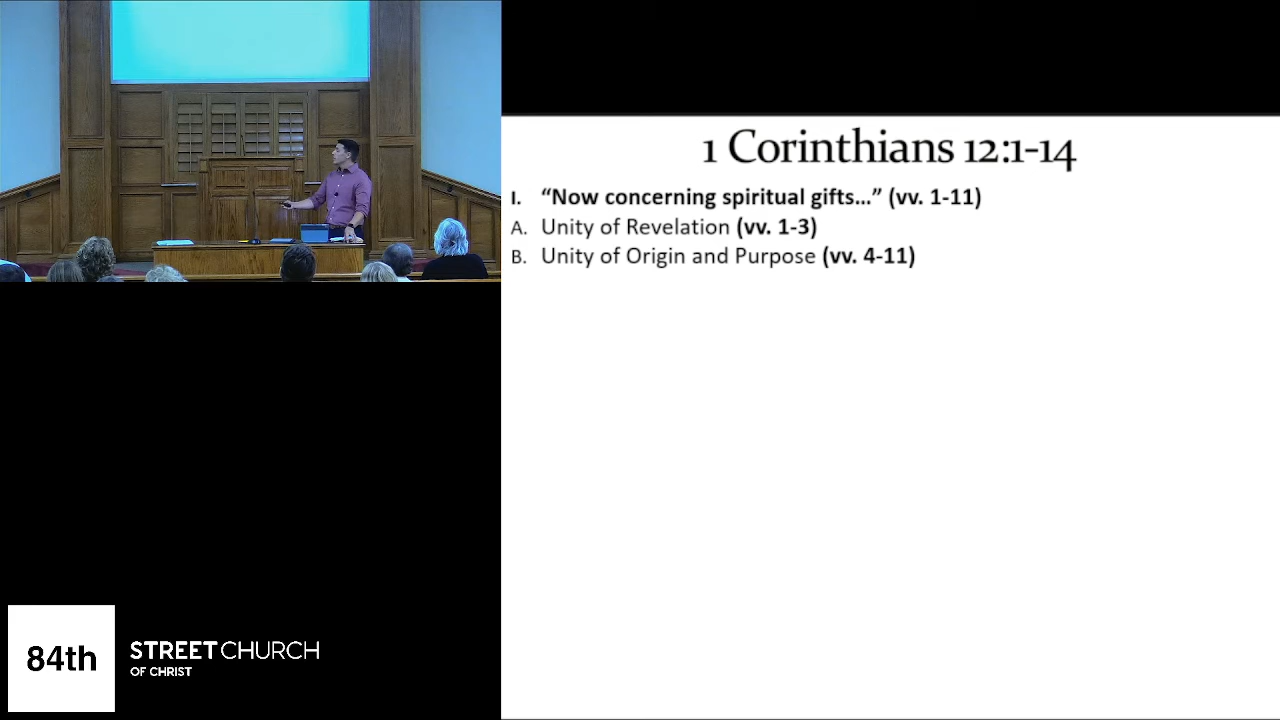 1 Corinthians 12:1-14
I. “Now concerning spiritual gifts…” (vv. 1-11)
A. Unity of Revelation (vv. 1-3)
B. Unity of Origin and Purpose (vv. 4-11)
84th
STREET CHURCH
OF CHRIST